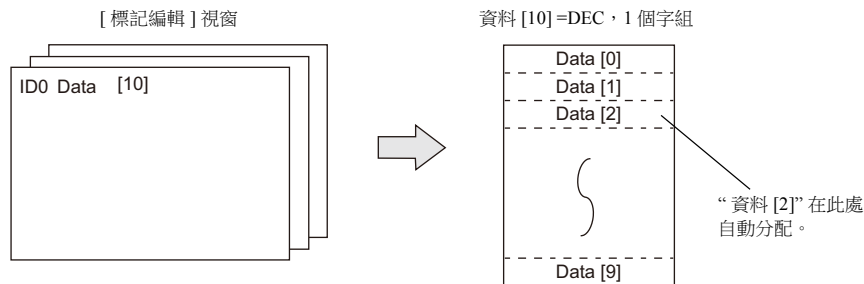 [ 標記編輯 ] 視窗
ID0 Data [10]
資料 [10] =DEC，1 個字組
Data [0]
Data [1]
Data [2]
Data [9]
“ 資料 [2]” 在此處
自動分配。